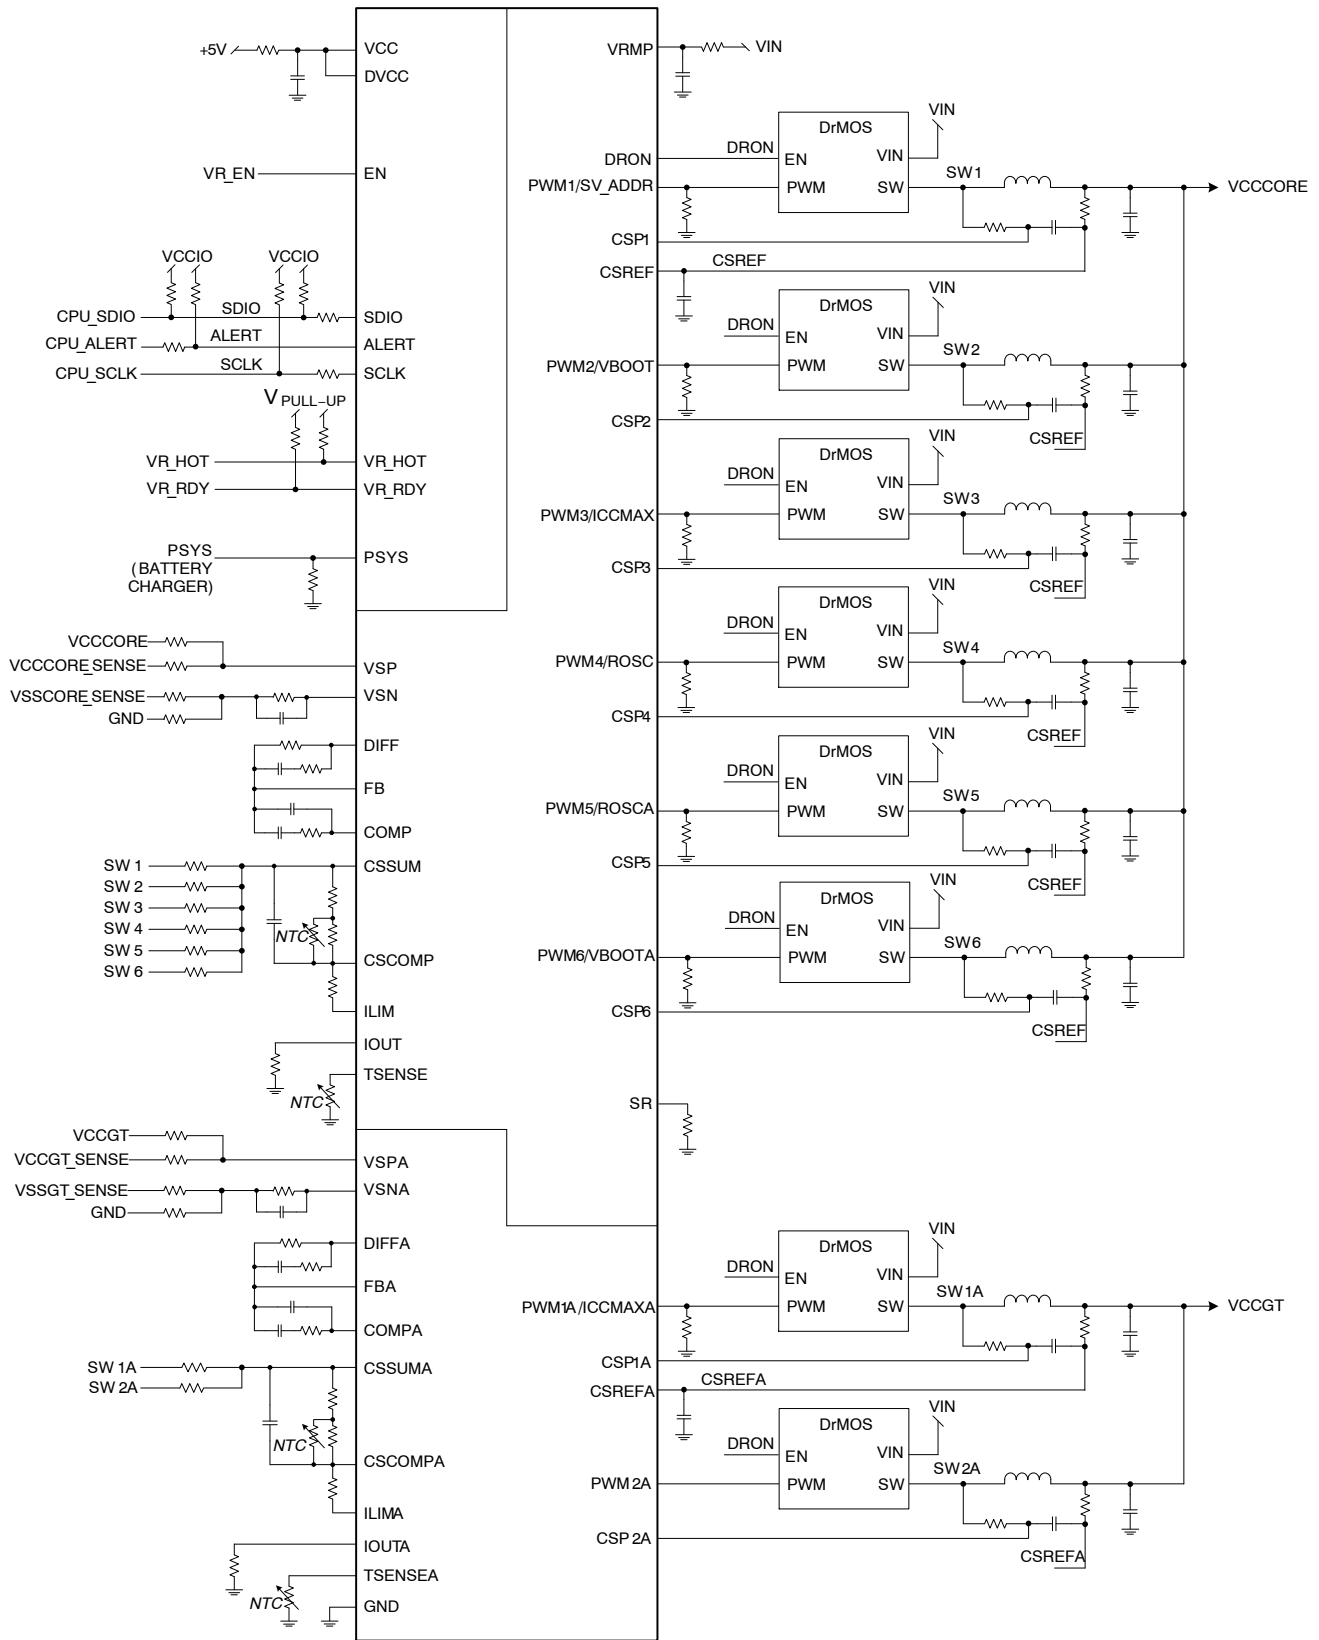 +5V
VCC
DVCC
VR_EN
EN
VCCIO
VCCIO
CPU_SDIO
SDIO
SDIO
CPU_ALERT
ALERT
ALERT
CPU_SCLK
SCLK
SCLK
V PULL–UP
VR_HOT
VR_HOT
VR_RDY
VR_RDY
PSYS
(BATTERY
CHARGER)
PSYS
VCCCORE
VCCCORE_SENSE
VSP
VSSCORE_SENSE
VSN
GND
DIFF
FB
COMP
SW 1
SW 2
SW 3
SW 4
SW 5
SW 6
CSSUM
NTC
CSCOMP
ILIM
IOUT
TSENSE
NTC
VCCGT
VCCGT_SENSE
VSPA
VSSGT_SENSE
VSNA
GND
DIFFA
FBA
COMPA
SW 1A
SW 2A
CSSUMA
NTC
CSCOMPA
ILIMA
IOUTA
TSENSEA
NTC
GND
VRMP
VIN
DRON
DRON
DrMOS
EN
VIN
VIN
PWM1/SV_ADDR
PWM
SW
SW1
VCCCORE
CSP1
CSREF
CSREF
DrMOS
VIN
DRON
EN
VIN
PWM2/VBOOT
PWM
SW
SW2
CSP2
CSREF
DrMOS
VIN
DRON
EN
VIN
PWM3/ICCMAX
PWM
SW
SW3
CSP3
CSREF
DrMOS
VIN
DRON
EN
VIN
PWM4/ROSC
PWM
SW
SW4
CSP4
CSREF
DrMOS
VIN
DRON
EN
VIN
PWM5/ROSCA
PWM
SW
SW5
CSP5
CSREF
DrMOS
VIN
DRON
EN
VIN
PWM6/VBOOTA
PWM
SW
SW6
CSP6
CSREF
SR
DrMOS
VIN
DRON
EN
VIN
PWM1A/ICCMAXA
PWM
SW
SW1A
VCCGT
CSP1A
CSREFA
CSREFA
DrMOS
VIN
DRON
EN
VIN
PWM2A
PWM
SW
SW2A
CSP2A
CSREFA